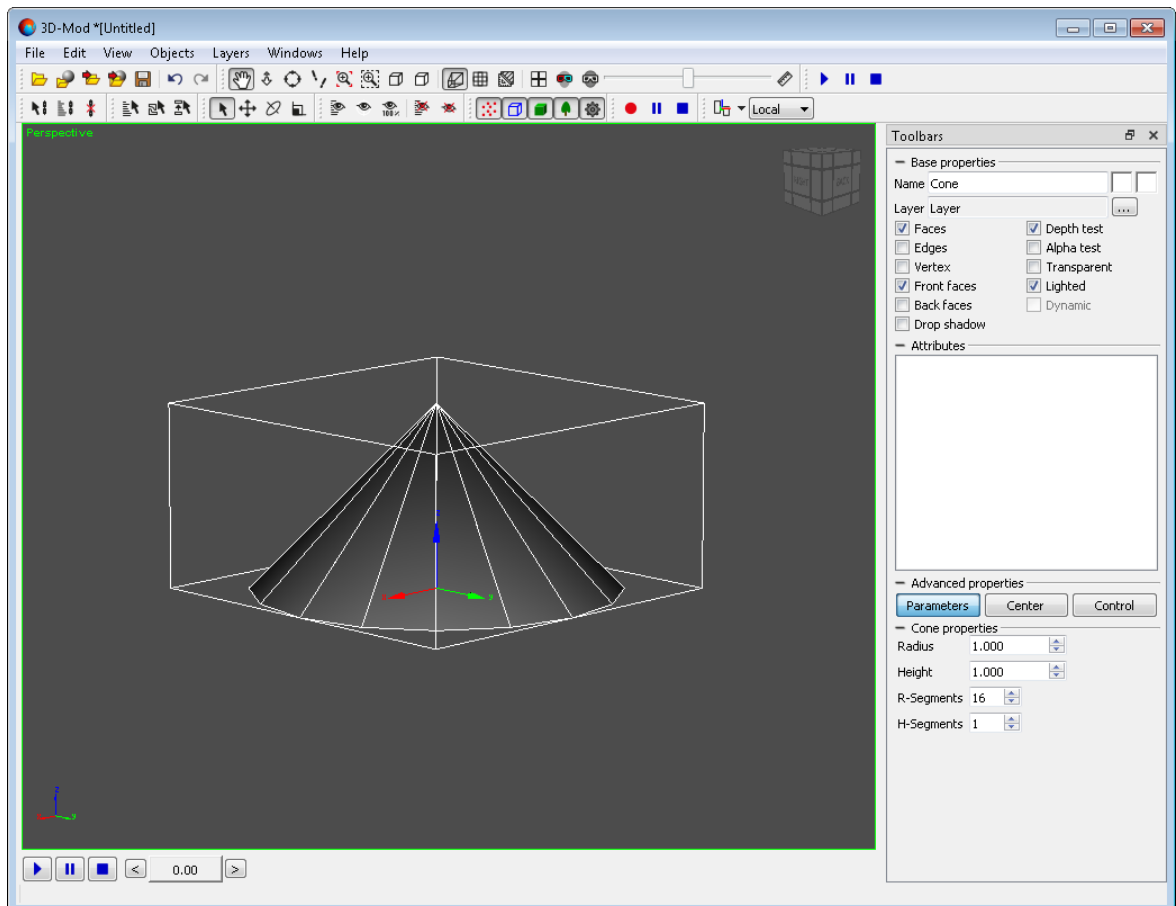 3D-Mod *[Untitled]
File Edit View Objects Layers Windows Help
100%
Local
Perspective
Toolbars
Base properties
Name Cone
Layer Layer ...
Faces Depth test
Edges Alpha test
Vertex Transparent
Front faces Lighted
Back faces Dynamic
Drop shadow
Attributes
z
x y
Advanced properties
Parameters Center Control
Cone properties
Radius 1.000
Height 1.000
R-Segments 16
H-Segments 1
z
x y
< 0.00 >